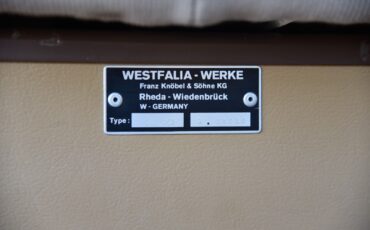 WESTFALIA - WERKE
Franz Knöbel & Söhne KG
Rheda - Wiedenbrück
W - GERMANY
Type: